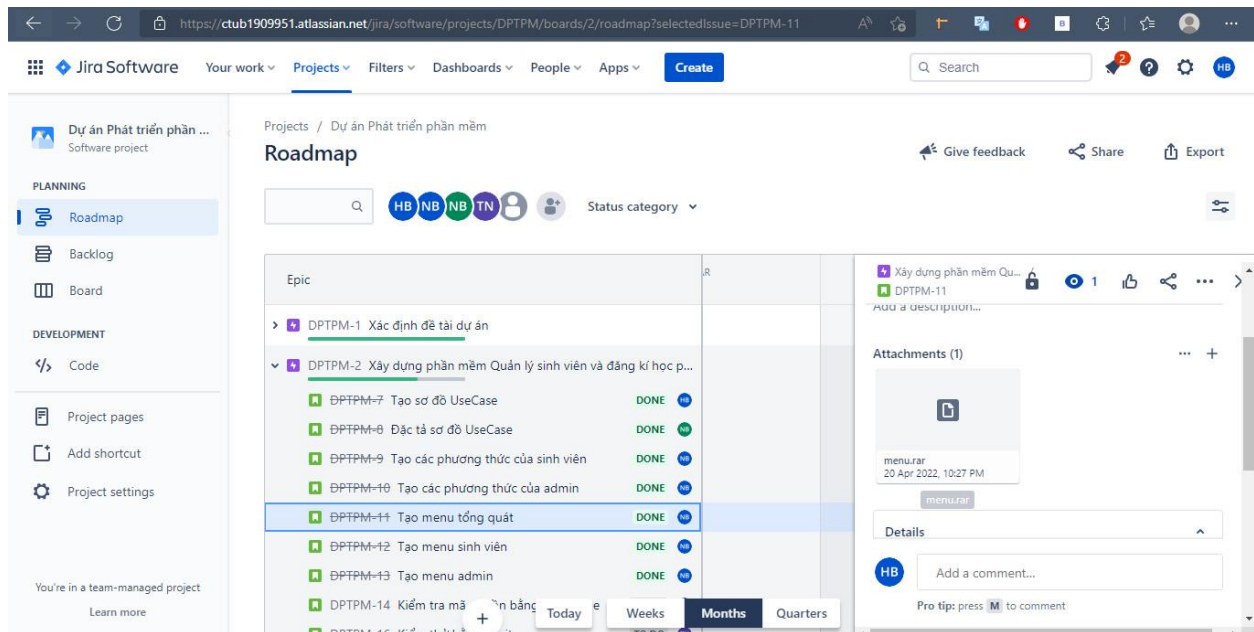 https://ctub1909951.atlassian.net/jira/software/projects/DPTPM/boards/2/roadmap?selectedIssue=DPTPM-11
Jira Software
Your work
Projects
Filters
Dashboards
People
Apps
Create
Search
2
HB
Dự án Phát triển phần ...
Software project
PLANNING
Roadmap
Backlog
Board
DEVELOPMENT
Code
Project pages
Add shortcut
Project settings
You're in a team-managed project
Learn more
Projects / Dự án Phát triển phần mềm
Roadmap
Give feedback
Share
Export
HB NB NB TN
Status category
Epic
DPTPM-1 Xác định đề tài dự án
DPTPM-2 Xây dựng phần mềm Quản lý sinh viên và đăng kí học p...
DPTPM-7 Tạo sơ đồ UseCase DONE HB
DPTPM-8 Đặc tả sơ đồ UseCase DONE NB
DPTPM-9 Tạo các phương thức của sinh viên DONE NB
DPTPM-10 Tạo các phương thức của admin DONE NB
DPTPM-11 Tạo menu tổng quát DONE NB
DPTPM-12 Tạo menu sinh viên DONE NB
DPTPM-13 Tạo menu admin DONE NB
DPTPM-14 Kiểm tra mã
bằng
Today
Weeks
Months
Quarters
Xây dựng phần mềm Qu...
DPTPM-11
1
Add a description...
Attachments (1)
menu.rar
20 Apr 2022, 10:27 PM
menu.rar
Details
HB
Add a comment...
Pro tip: press M to comment